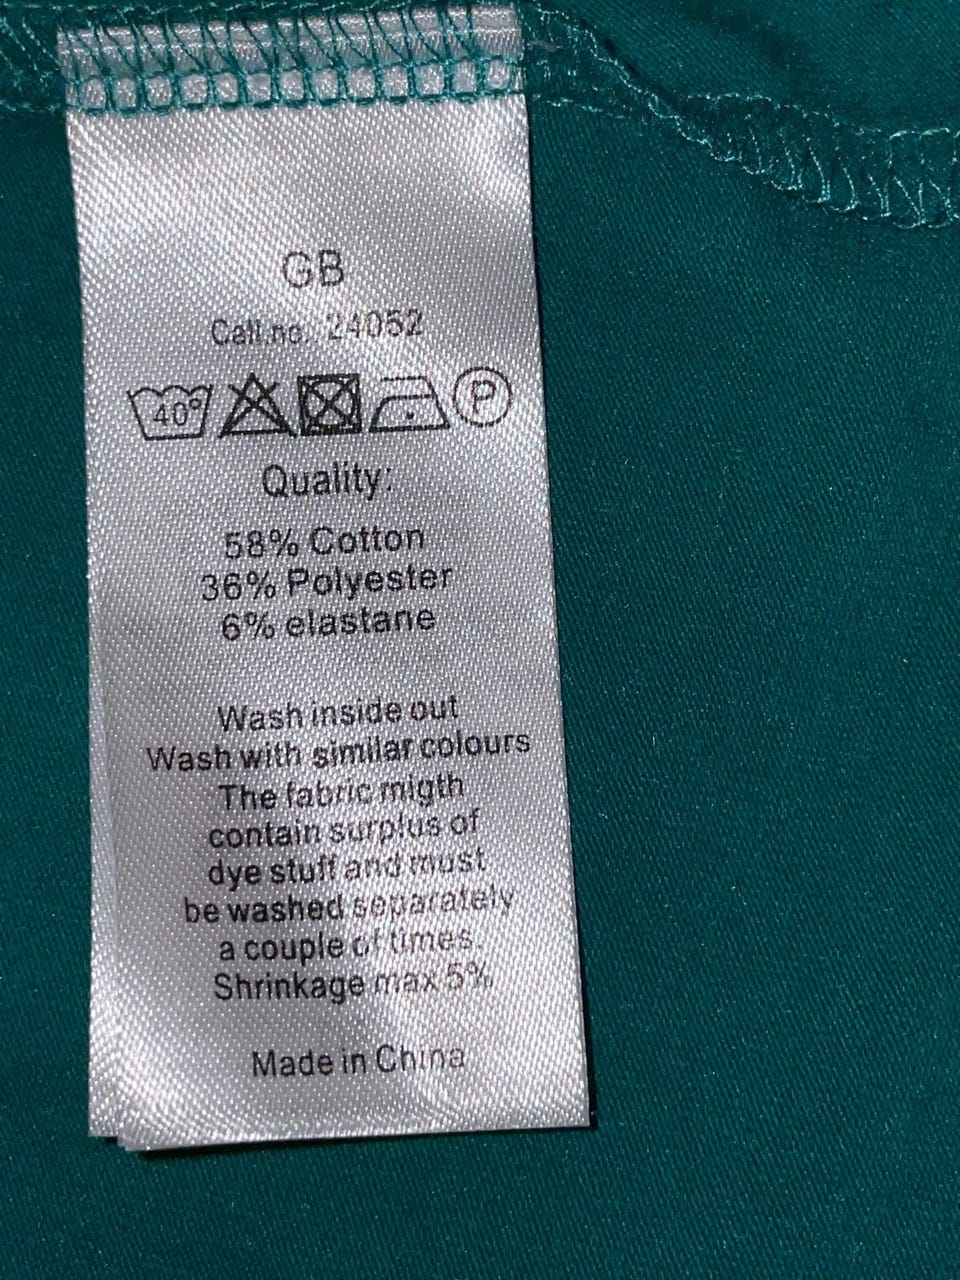 GB
Call.no. 24052
40° P
Quality:
58% Cotton
36% Polyester
6% elastane
Wash inside out
Wash with similar colours
The fabric migth
contain surplus of
dye stuff and must
be washed separately
a couple of times.
Shrinkage max 5%
Made in China